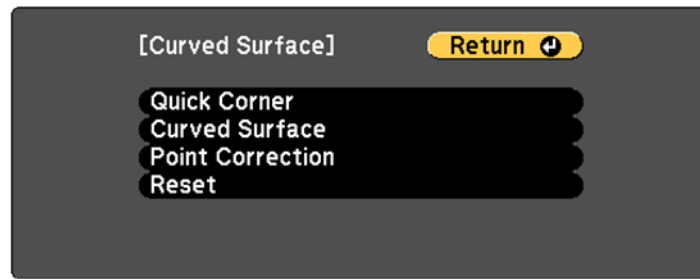 [Curved Surface]
Return
Quick Corner
Curved Surface
Point Correction
Reset